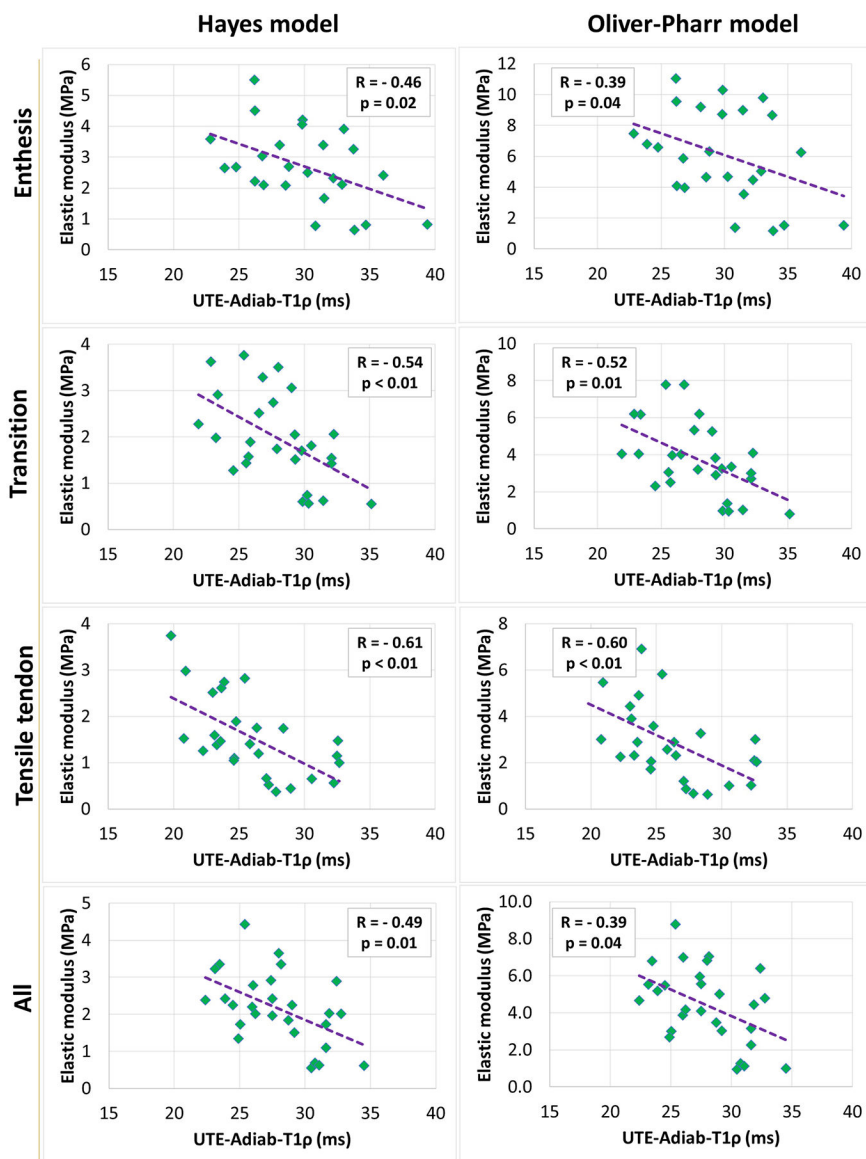 Hayes model
Oliver-Pharr model
Enthesis
Elastic modulus (MPa)
6
5
4
3
2
1
0
R = - 0.46
p = 0.02
15 20 25 30 35 40
UTE-Adiab-T1ρ (ms)
Elastic modulus (MPa)
12
10
8
6
4
2
0
R = - 0.39
p = 0.04
15 20 25 30 35 40
UTE-Adiab-T1ρ (ms)
Transition
Elastic modulus (MPa)
4
3
2
1
0
R = - 0.54
p < 0.01
15 20 25 30 35 40
UTE-Adiab-T1ρ (ms)
Elastic modulus (MPa)
10
8
6
4
2
0
R = - 0.52
p = 0.01
15 20 25 30 35 40
UTE-Adiab-T1ρ (ms)
Tensile tendon
Elastic modulus (MPa)
4
3
2
1
0
R = - 0.61
p < 0.01
15 20 25 30 35 40
UTE-Adiab-T1ρ (ms)
Elastic modulus (MPa)
8
6
4
2
0
R = - 0.60
p < 0.01
15 20 25 30 35 40
UTE-Adiab-T1ρ (ms)
All
Elastic modulus (MPa)
5
4
3
2
1
0
R = - 0.49
p = 0.01
15 20 25 30 35 40
UTE-Adiab-T1ρ (ms)
Elastic modulus (MPa)
10.0
8.0
6.0
4.0
2.0
0.0
R = - 0.39
p = 0.04
15 20 25 30 35 40
UTE-Adiab-T1ρ (ms)